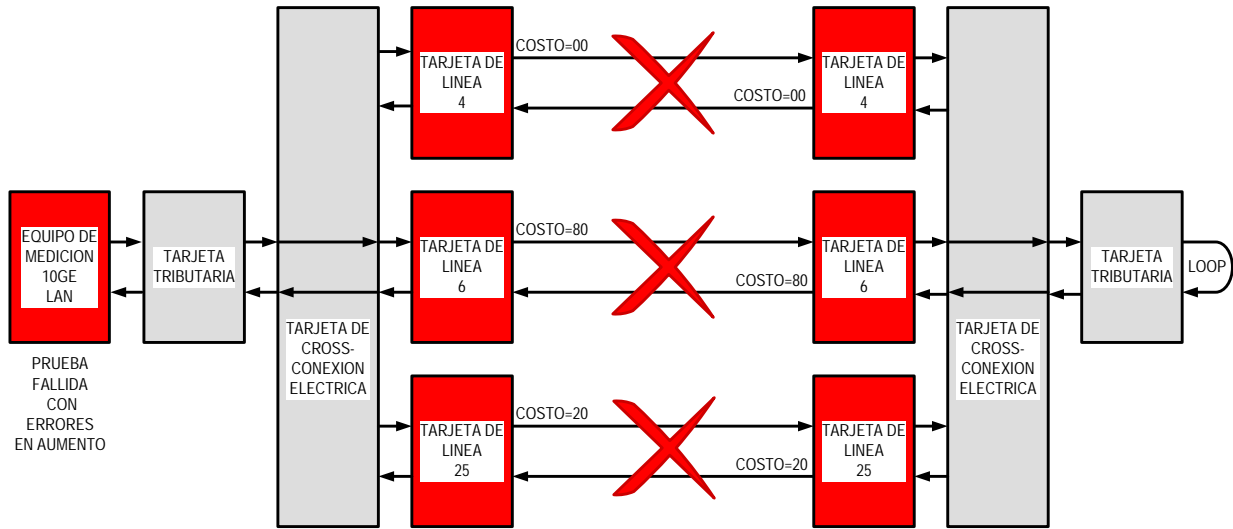 COSTO=00
TARJETA DE
LINEA
4
COSTO=00
TARJETA DE
LINEA
4
EQUIPO DE
MEDICION
10GE
LAN
PRUEBA
FALLIDA
CON
ERRORES
EN AUMENTO
TARJETA
TRIBUTARIA
TARJETA DE
CROSS-
CONEXION
ELECTRICA
TARJETA DE
LINEA
6
COSTO=80
COSTO=80
TARJETA DE
LINEA
6
TARJETA DE
CROSS-
CONEXION
ELECTRICA
TARJETA
TRIBUTARIA
LOOP
TARJETA DE
LINEA
25
COSTO=20
COSTO=20
TARJETA DE
LINEA
25